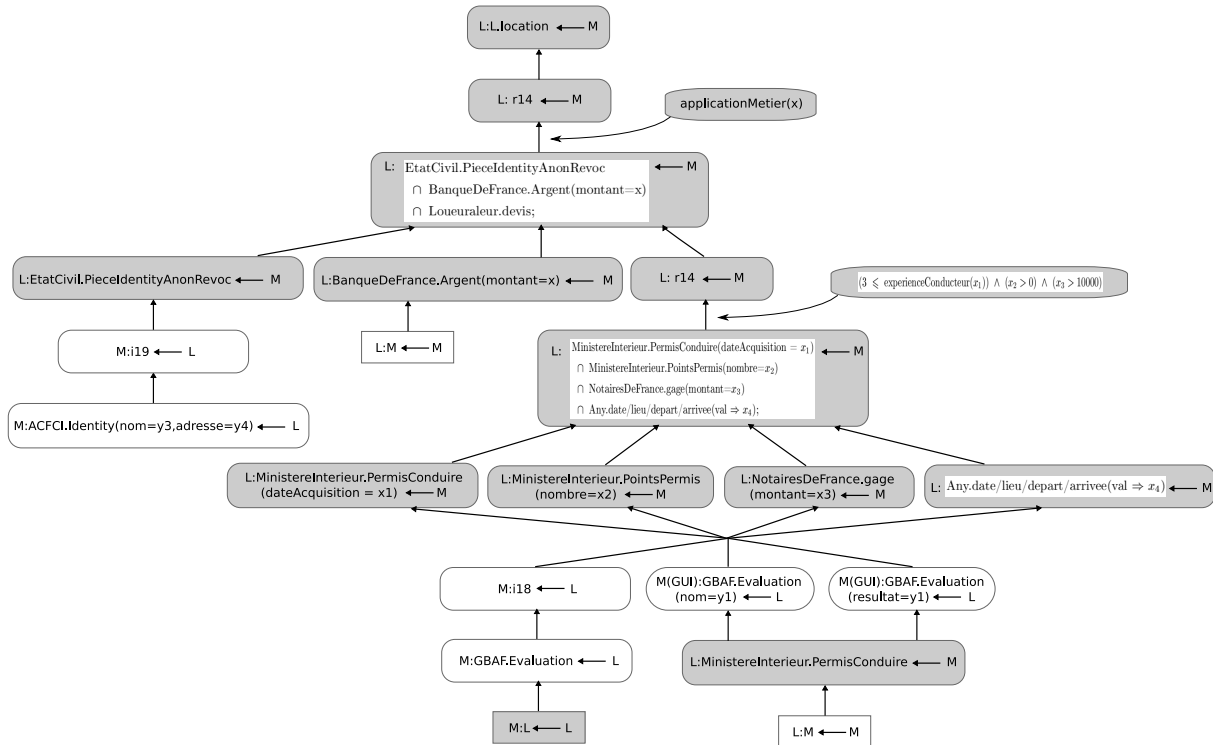 L:L.location ← M
L: r14 ← M
applicationMetier(x)
L: EtatCivil.PieceIdentityAnonRevoc ← M
∩ BanqueDeFrance.Argent(montant=x)
∩ Loueuraleur.devis;
L:EtatCivil.PieceIdentityAnonRevoc ← M
L:BanqueDeFrance.Argent(montant=x) ← M
L: r14 ← M
(3 ⩽ experienceConducteur(x₁)) ∧ (x₂ > 0) ∧ (x₃ > 10000)
M:i19 ← L
L:M ← M
L: MinistereInterieur.PermisConduire(dateAcquisition = x₁) ← M
∩ MinistereInterieur.PointsPermis(nombre=x₂)
∩ NotairesDeFrance.gage(montant=x₃)
∩ Any.date/lieu/depart/arrivee(val ⇒ x₄);
M:ACFCI.Identity(nom=y3,adresse=y4) ← L
L:MinistereInterieur.PermisConduire
(dateAcquisition = x1) ← M
L:MinistereInterieur.PointsPermis
(nombre=x2) ← M
L:NotairesDeFrance.gage
(montant=x3) ← M
L: Any.date/lieu/depart/arrivee(val ⇒ x₄) ← M
M:i18 ← L
M(GUI):GBAF.Evaluation
(nom=y1) ← L
M(GUI):GBAF.Evaluation
(resultat=y1) ← L
M:GBAF.Evaluation ← L
L:MinistereInterieur.PermisConduire ← M
M:L ← L
L:M ← M